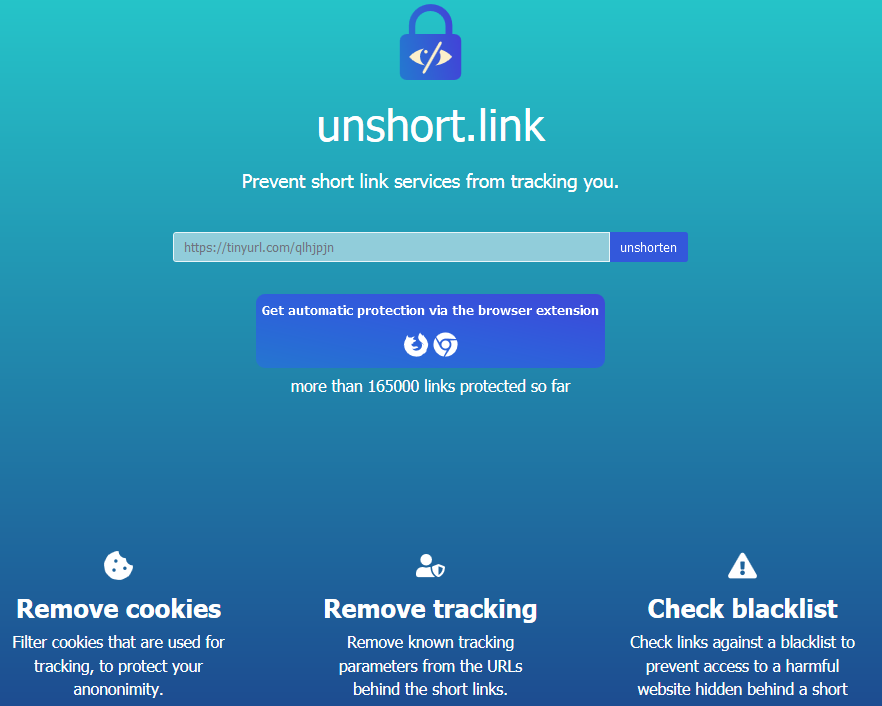 unshort.link
Prevent short link services from tracking you.
https://tinyurl.com/qlhjpjn
unshorten
Get automatic protection via the browser extension
more than 165000 links protected so far
Remove cookies
Filter cookies that are used for
tracking, to protect your
anononimity.
Remove tracking
Remove known tracking
parameters from the URLs
behind the short links.
Check blacklist
Check links against a blacklist to
prevent access to a harmful
website hidden behind a short